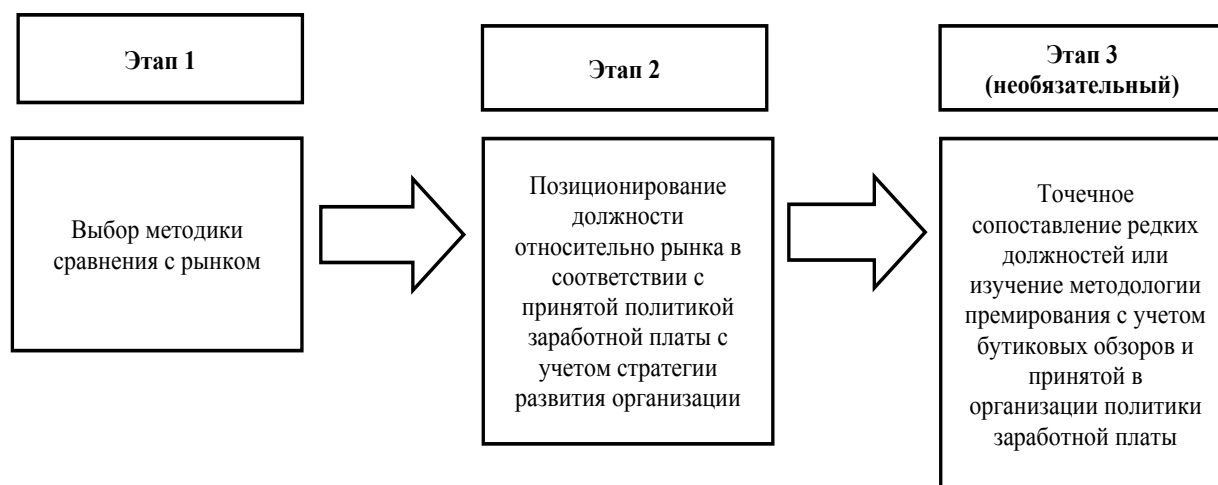 Этап 1
Выбор методики
сравнения с рынком
Этап 2
Позиционирование
должности
относительно рынка в
соответствии с
принятой политикой
заработной платы с
учетом стратегии
развития организации
Этап 3
(необязательный)
Точечное
сопоставление редких
должностей или
изучение методологии
премирования с учетом
бутиковых обзоров и
принятой в
организации политики
заработной платы